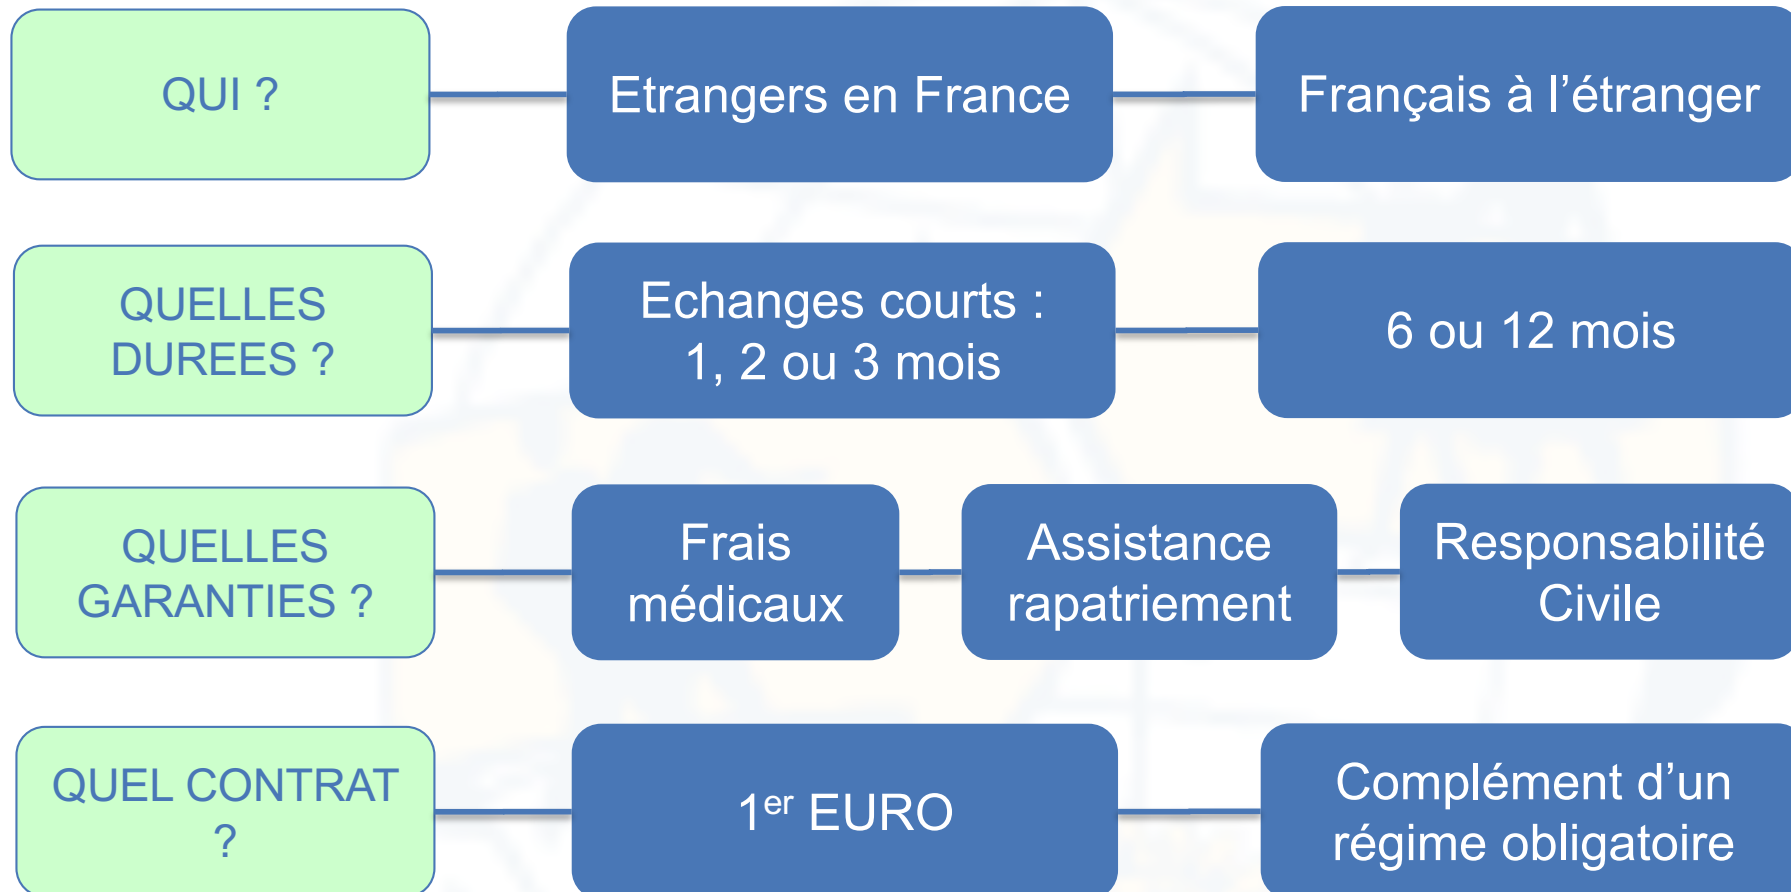 QUI ?
Etrangers en France
Français à l’étranger
QUELLES
DUREES ?
Echanges courts :
1, 2 ou 3 mois
6 ou 12 mois
QUELLES
GARANTIES ?
Frais
médicaux
Assistance
rapatriement
Responsabilité
Civile
QUEL CONTRAT
?
1er EURO
Complément d’un
régime obligatoire